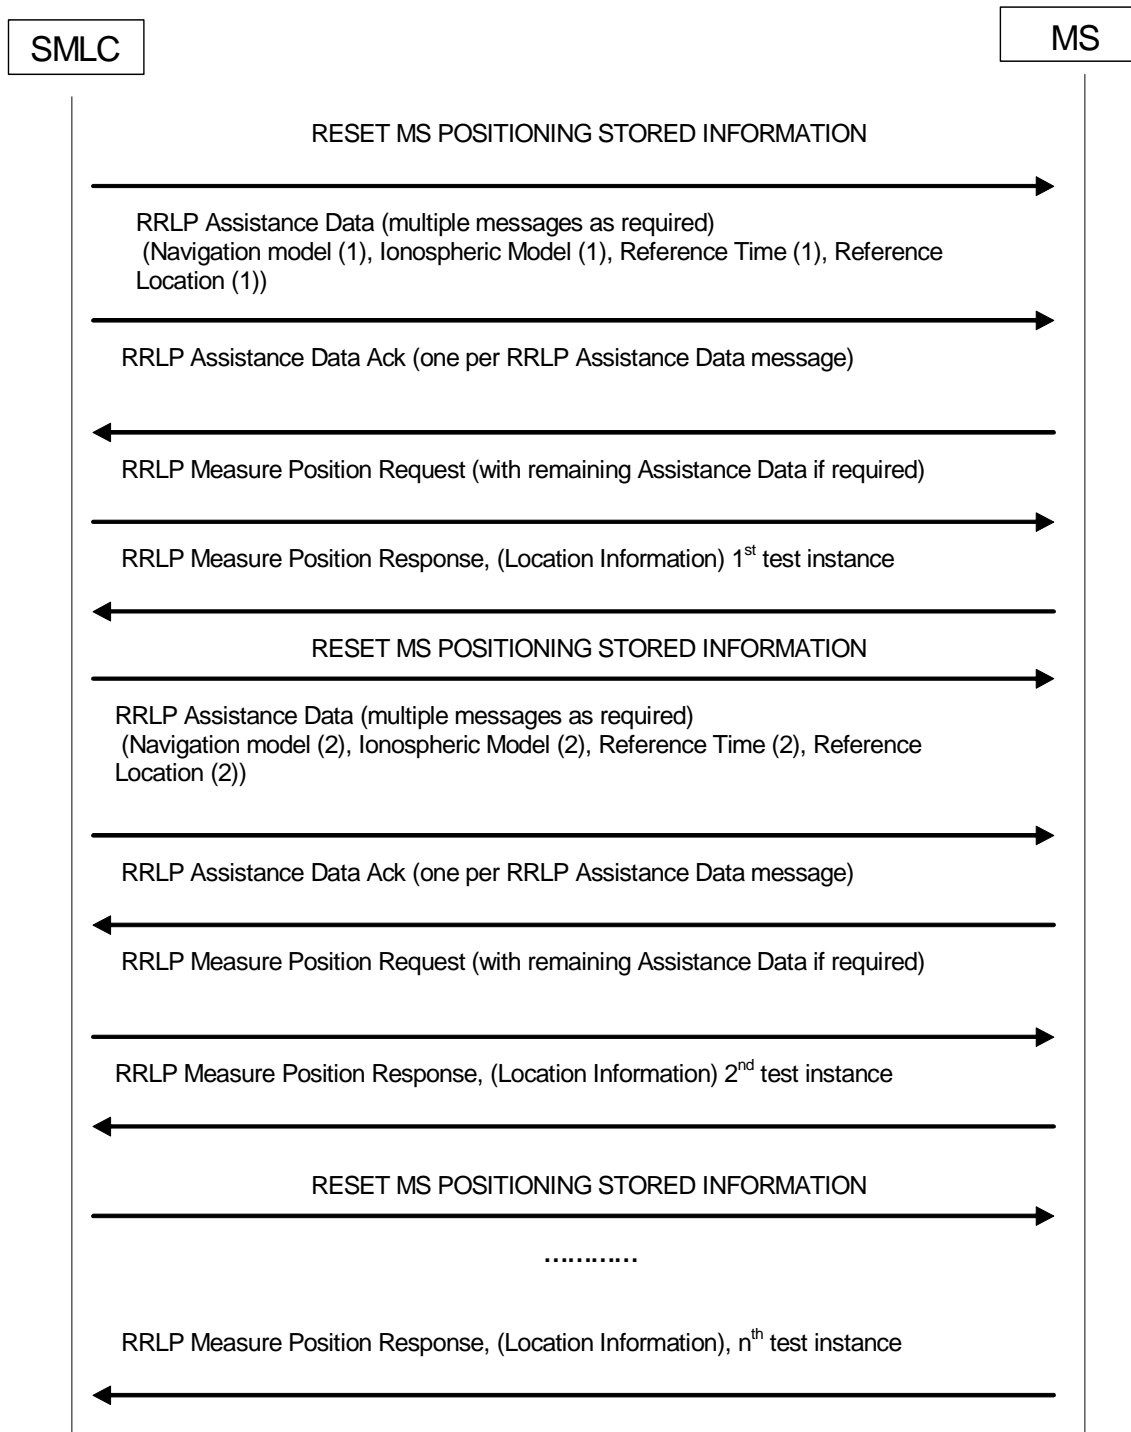 SMLC
MS
RESET MS POSITIONING STORED INFORMATION
RRLP Assistance Data (multiple messages as required)
(Navigation model (1), Ionospheric Model (1), Reference Time (1), Reference
Location (1))
RRLP Assistance Data Ack (one per RRLP Assistance Data message)
RRLP Measure Position Request (with remaining Assistance Data if required)
RRLP Measure Position Response, (Location Information) 1st test instance
RESET MS POSITIONING STORED INFORMATION
RRLP Assistance Data (multiple messages as required)
(Navigation model (2), Ionospheric Model (2), Reference Time (2), Reference
Location (2))
RRLP Assistance Data Ack (one per RRLP Assistance Data message)
RRLP Measure Position Request (with remaining Assistance Data if required)
RRLP Measure Position Response, (Location Information) 2nd test instance
RESET MS POSITIONING STORED INFORMATION
…………
RRLP Measure Position Response, (Location Information), nth test instance